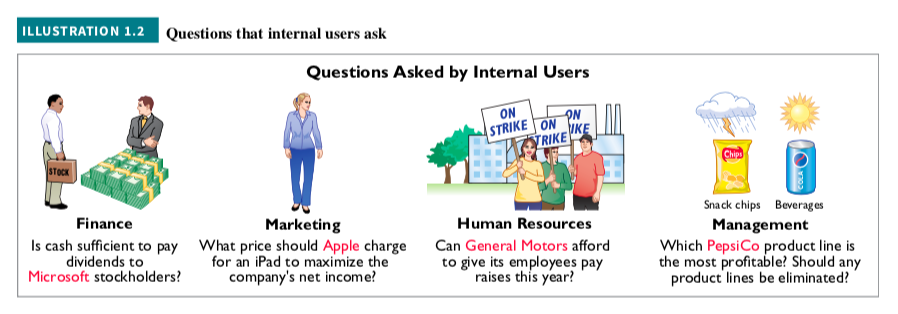 ILLUSTRATION 1.2
Questions that internal users ask
Questions Asked by Internal Users
STOCK
ON
STRIKE
ON
TRIKE
ON
IKE
Chips
COLA
Snack chips
Beverages
Finance
Is cash sufficient to pay
dividends to
Microsoft stockholders?
Marketing
What price should Apple charge
for an iPad to maximize the
company's net income?
Human Resources
Can General Motors afford
to give its employees pay
raises this year?
Management
Which PepsiCo product line is
the most profitable? Should any
product lines be eliminated?